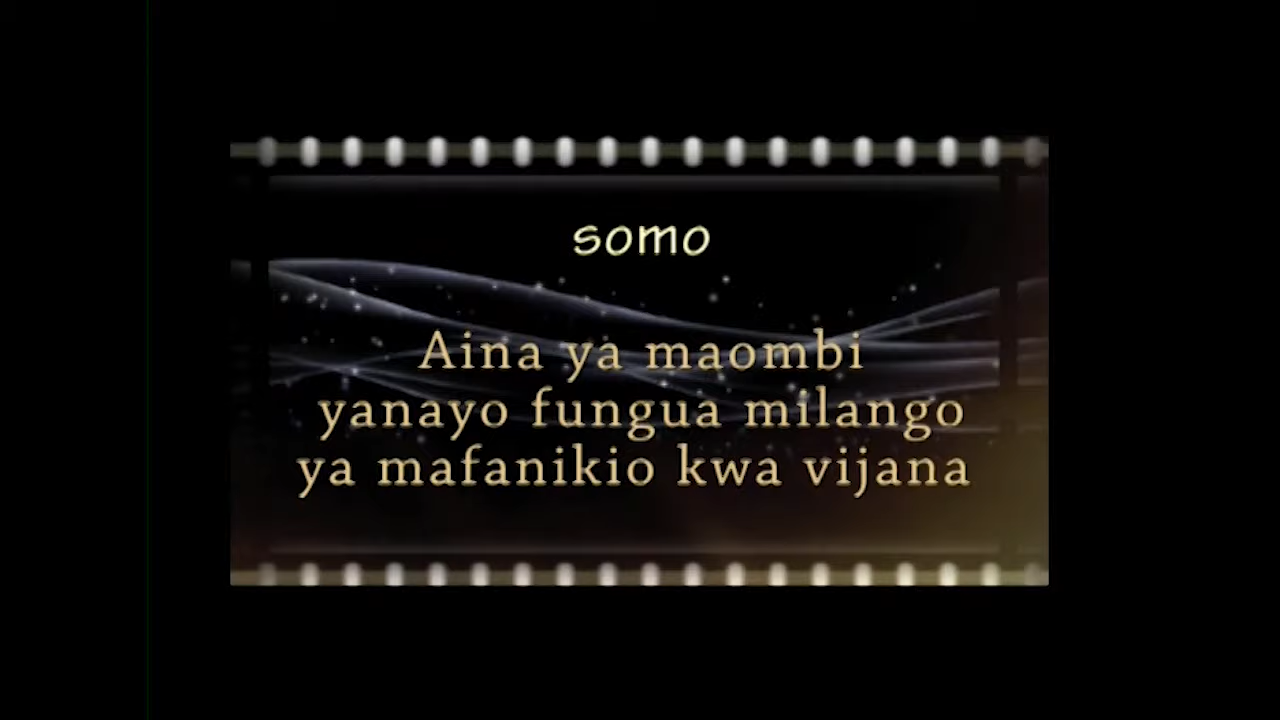 somo
Aina ya maombi
yanayo fungua milango
ya mafanikio kwa vijana